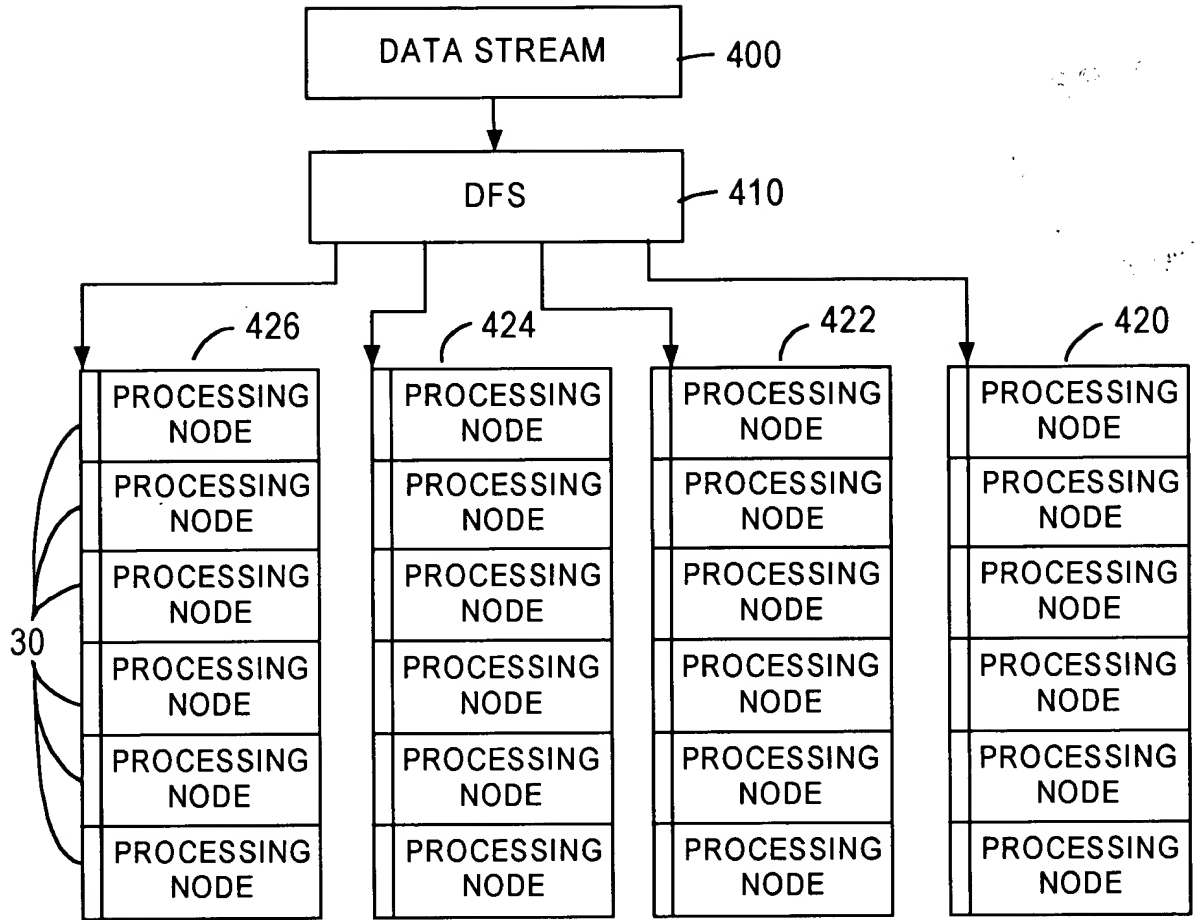 DATA STREAM
400
DFS
410
426
424
422
420
PROCESSING
NODE
PROCESSING
NODE
PROCESSING
NODE
PROCESSING
NODE
PROCESSING
NODE
PROCESSING
NODE
PROCESSING
NODE
PROCESSING
NODE
PROCESSING
NODE
PROCESSING
NODE
PROCESSING
NODE
PROCESSING
NODE
30
PROCESSING
NODE
PROCESSING
NODE
PROCESSING
NODE
PROCESSING
NODE
PROCESSING
NODE
PROCESSING
NODE
PROCESSING
NODE
PROCESSING
NODE
PROCESSING
NODE
PROCESSING
NODE
PROCESSING
NODE
PROCESSING
NODE